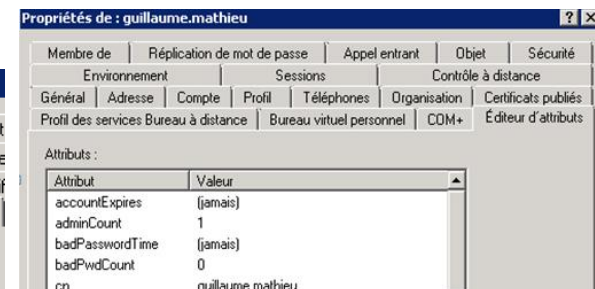 Propriétés de : guillaume.mathieu
Membre de Réplication de mot de passe Appel entrant Objet Sécurité
Environnement Sessions Contrôle à distance
Général Adresse Compte Profil Téléphones Organisation Certificats publiés
Profil des services Bureau à distance Bureau virtuel personnel COM+ Éditeur d'attributs
Attributs :
Attribut Valeur
accountExpires (jamais)
adminCount 1
badPasswordTime (jamais)
badPwdCount 0
cn guillaume.mathieu